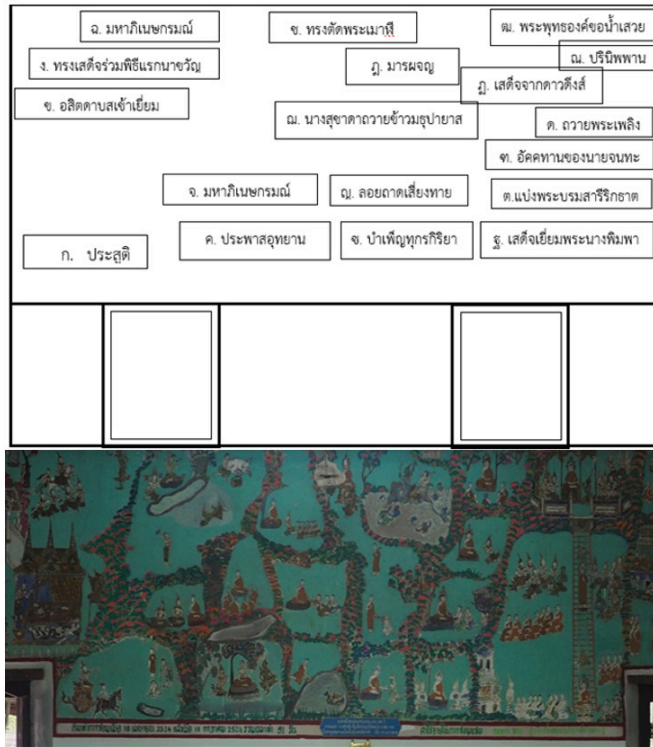 ฉ. มหาภิเนษกรมณ์
ช. ทรงตัดพระเมาฬี
ฒ. พระพุทธองค์ขอน้ำเสวย
ง. ทรงเสด็จร่วมพิธีแรกนาขวัญ
ฎ. มารผจญ
ณ. ปรินิพพาน
ฏ. เสด็จจากดาวดึงส์
ข. อสิตดาบสเข้าเยี่ยม
ฌ. นางสุชาดาถวายข้าวมธุปายาส
ด. ถวายพระเพลิง
ฑ. อัคคทานของนายจนทะ
จ. มหาภิเนษกรมณ์
ญ. ลอยถาดเสี่ยงทาย
ต.แบ่งพระบรมสารีริกธาต
ก. ประสูติ
ค. ประพาสอุทยาน
ซ. บำเพ็ญทุกรกิริยา
ฐ. เสด็จเยี่ยมพระนางพิมพา